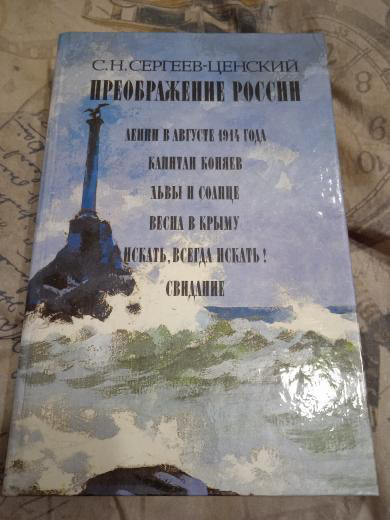 С.Н. СЕРГЕЕВ-ЦЕНСКИЙ
ПРЕОБРАЖЕНИЕ РОССИИ
ЛЕНИН В АВГУСТЕ 1914 ГОДА
КАПИТАН КОНЯЕВ
ЛЬВЫ И СОЛНЦЕ
ВЕСНА В КРЫМУ
ИСКАТЬ, ВСЕГДА ИСКАТЬ!
СВИДАНИЕ